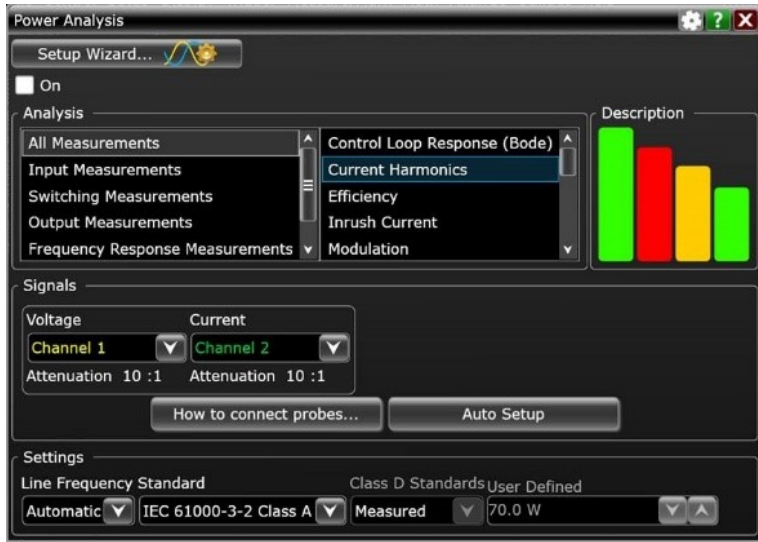 Power Analysis ?  X
Setup Wizard...
On
Analysis
All Measurements
Input Measurements
Switching Measurements
Output Measurements
Frequency Response Measurements
Control Loop Response (Bode)
Current Harmonics
Efficiency
Inrush Current
Modulation
Description
Signals
Voltage Current
Channel 1 Channel 2
Attenuation 10 :1 Attenuation 10 :1
How to connect probes... Auto Setup
Settings
Line Frequency Standard Class D Standards User Defined
Automatic IEC 61000-3-2 Class A Measured 70.0 W